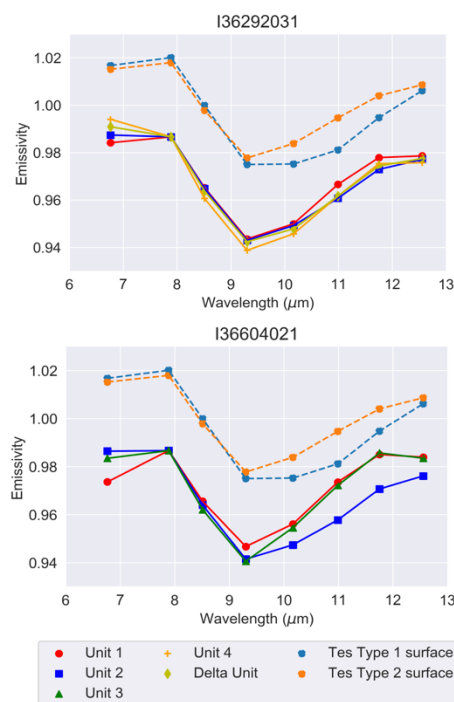 I36292031
1.02
1.00
0.98
0.96
0.94
Emissivity
6 7 8 9 10 11 12 13
Wavelength (μm)
I36604021
1.02
1.00
0.98
0.96
0.94
Emissivity
6 7 8 9 10 11 12 13
Wavelength (μm)
Unit 1 Unit 4 Tes Type 1 surface
Unit 2 Delta Unit Tes Type 2 surface
Unit 3